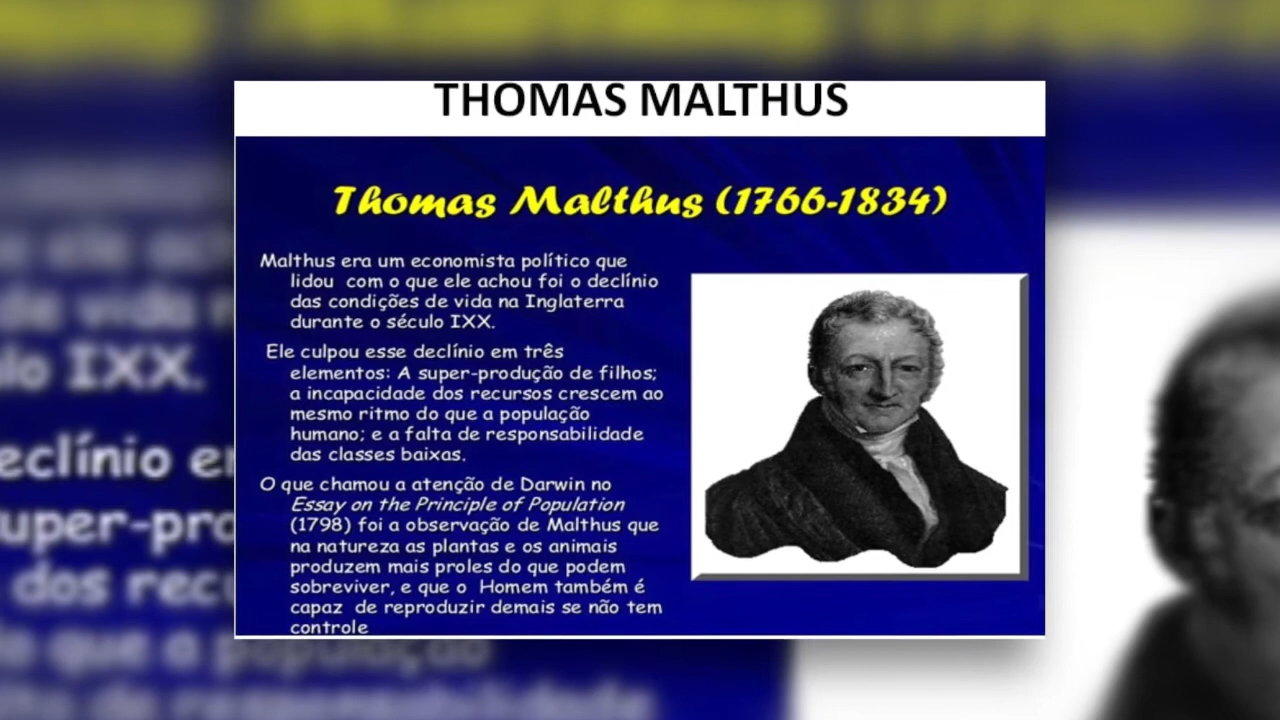 THOMAS MALTHUS
Thomas Malthus (1766-1834)
Malthus era um economista político que
lidou com o que ele achou foi o declínio
das condições de vida na Inglaterra
durante o século IXX.
Ele culpou esse declínio em três
elementos: A super-produção de filhos;
a incapacidade dos recursos crescem ao
mesmo ritmo do que a população
humano; e a falta de responsabilidade
das classes baixas.
O que chamou a atenção de Darwin no
Essay on the Principle of Population
(1798) foi a observação de Malthus que
na natureza as plantas e os animais
produzem mais proles do que podem
sobreviver, e que o Homem também é
capaz de reproduzir demais se não tem
controle